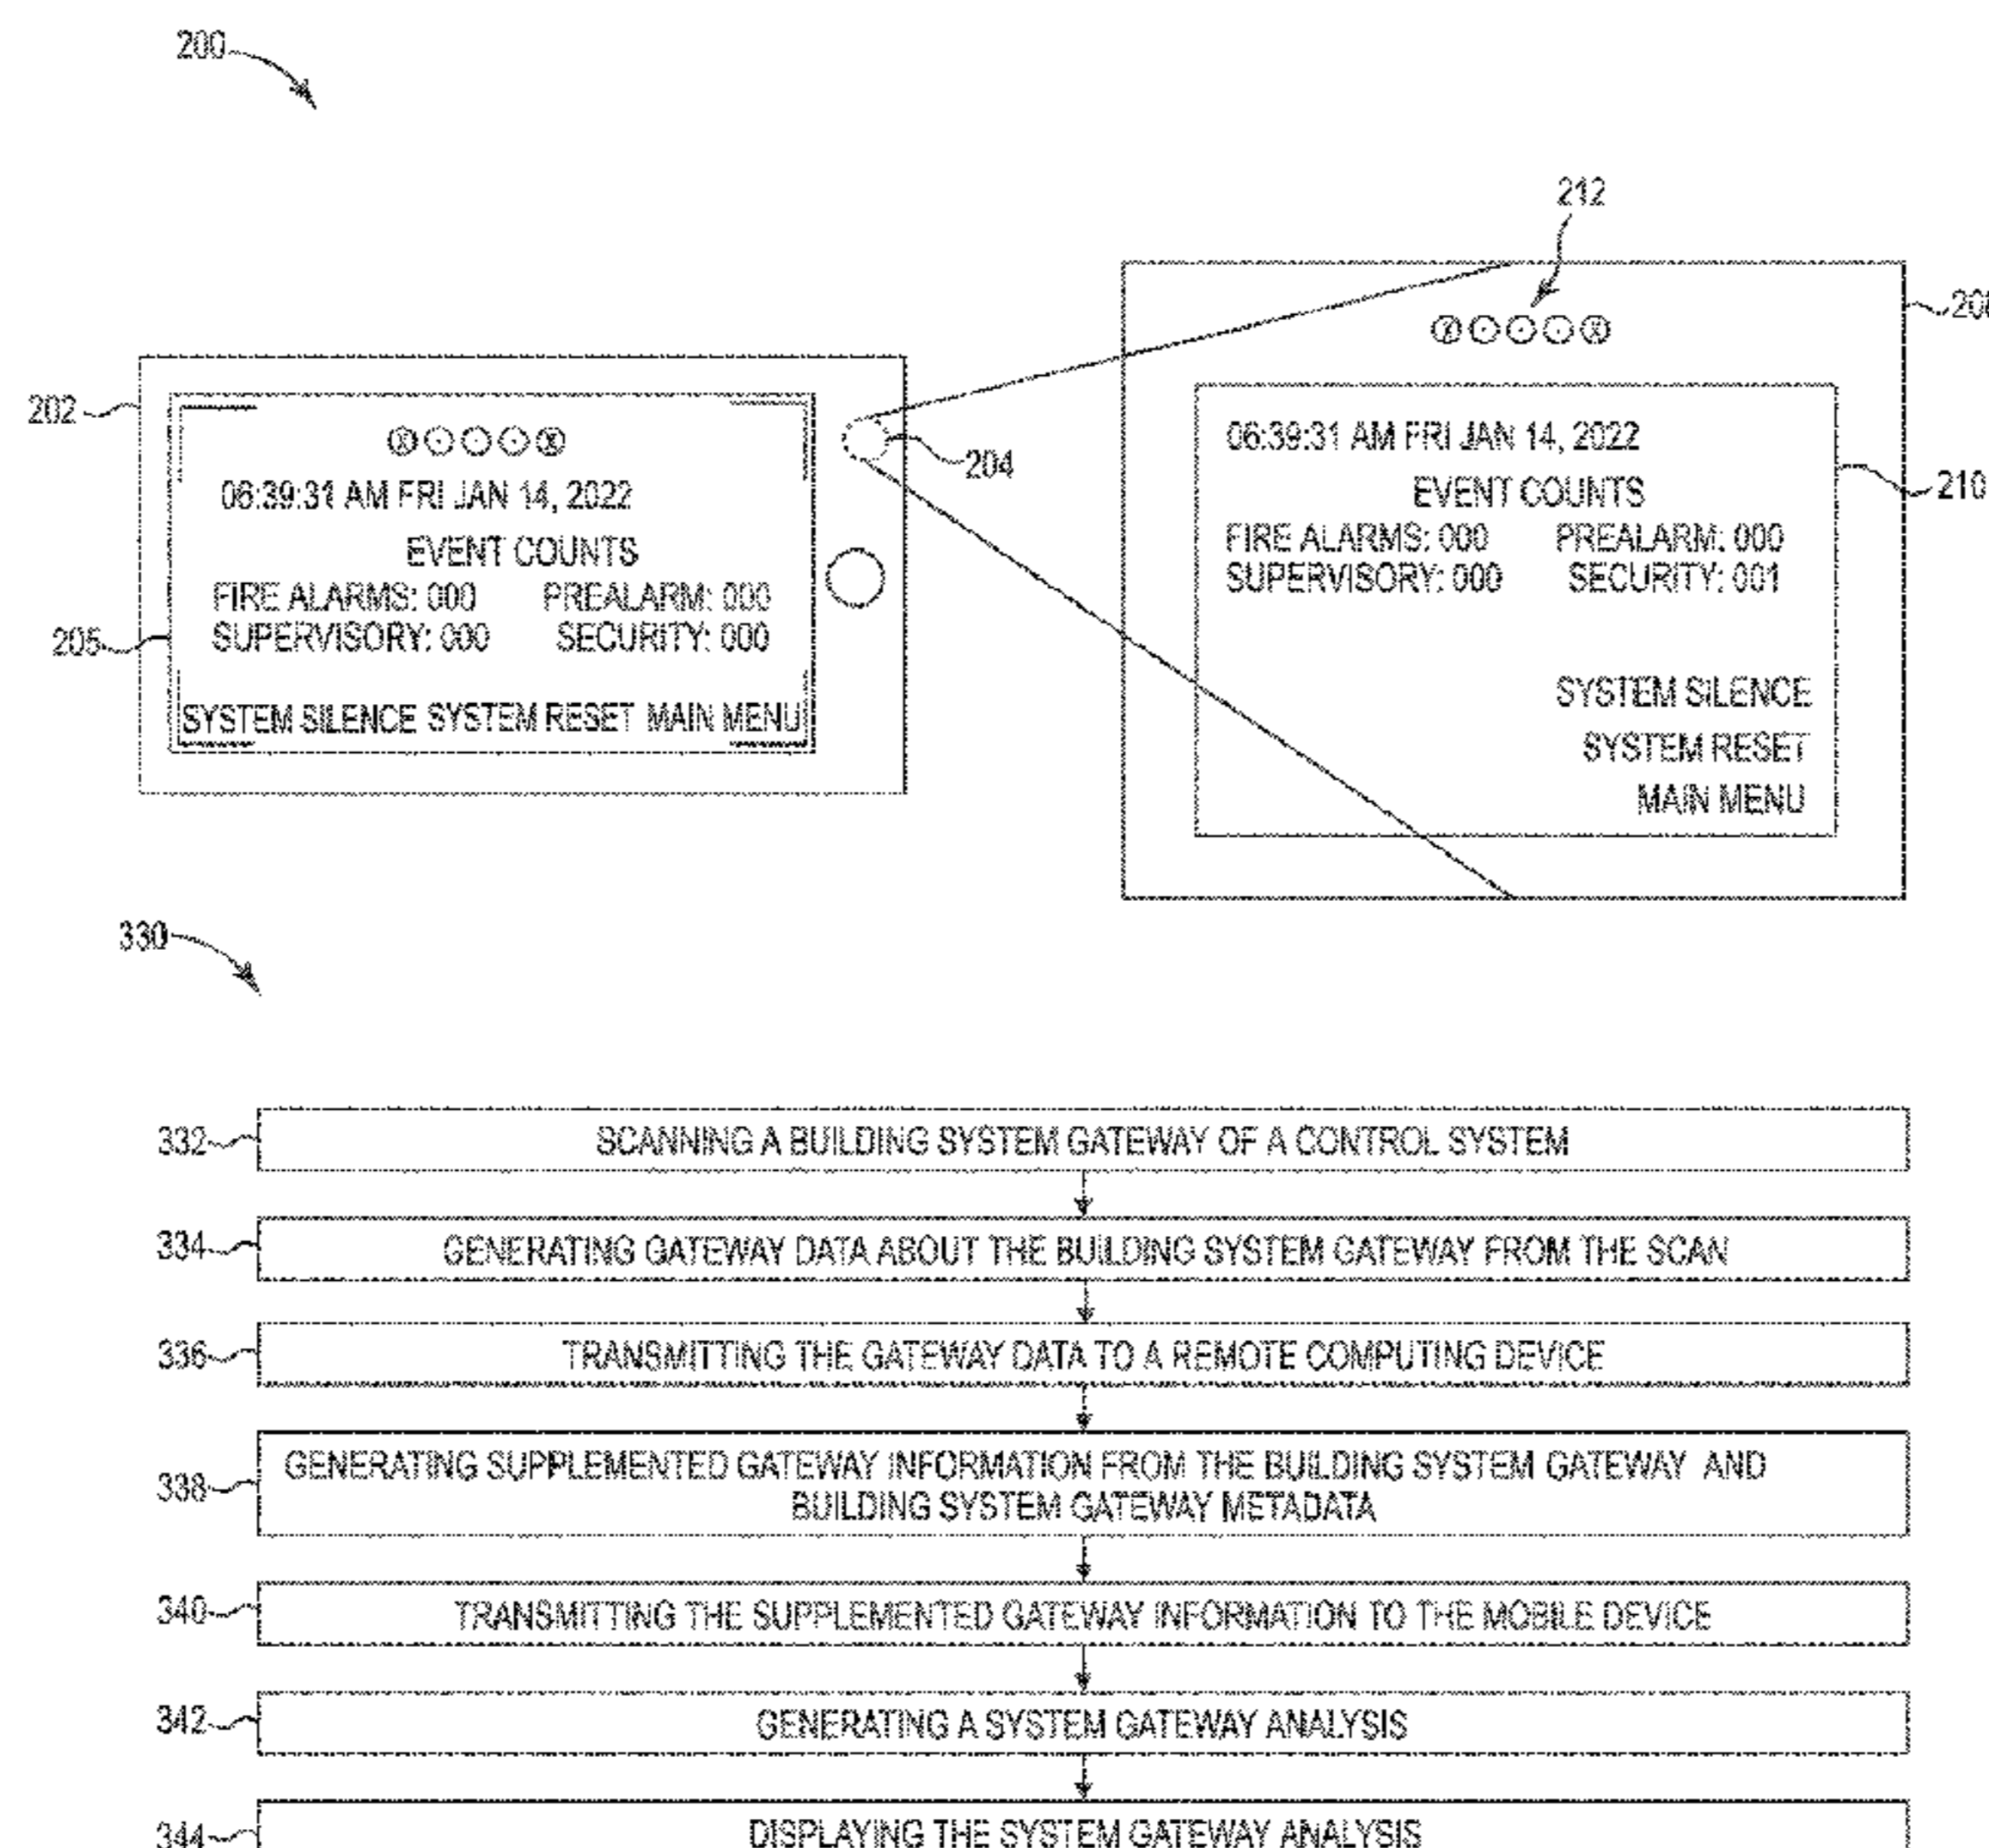 200
212
202
204
205
210
06:39:31 AM FRI JAN 14, 2022
EVENT COUNTS
FIRE ALARMS: 000 PREALARM: 000
SUPERVISORY: 000 SECURITY: 000
SYSTEM SILENCE SYSTEM RESET MAIN MENU
06:39:31 AM FRI JAN 14, 2022
EVENT COUNTS
FIRE ALARMS: 000 PREALARM: 000
SUPERVISORY: 000 SECURITY: 001
SYSTEM SILENCE
SYSTEM RESET
MAIN MENU
330
332 SCANNING A BUILDING SYSTEM GATEWAY OF A CONTROL SYSTEM
334 GENERATING GATEWAY DATA ABOUT THE BUILDING SYSTEM GATEWAY FROM THE SCAN
336 TRANSMITTING THE GATEWAY DATA TO A REMOTE COMPUTING DEVICE
338 GENERATING SUPPLEMENTED GATEWAY INFORMATION FROM THE BUILDING SYSTEM GATEWAY AND
BUILDING SYSTEM GATEWAY METADATA
340 TRANSMITTING THE SUPPLEMENTED GATEWAY INFORMATION TO THE MOBILE DEVICE
342 GENERATING A SYSTEM GATEWAY ANALYSIS
344 DISPLAYING THE SYSTEM GATEWAY ANALYSIS